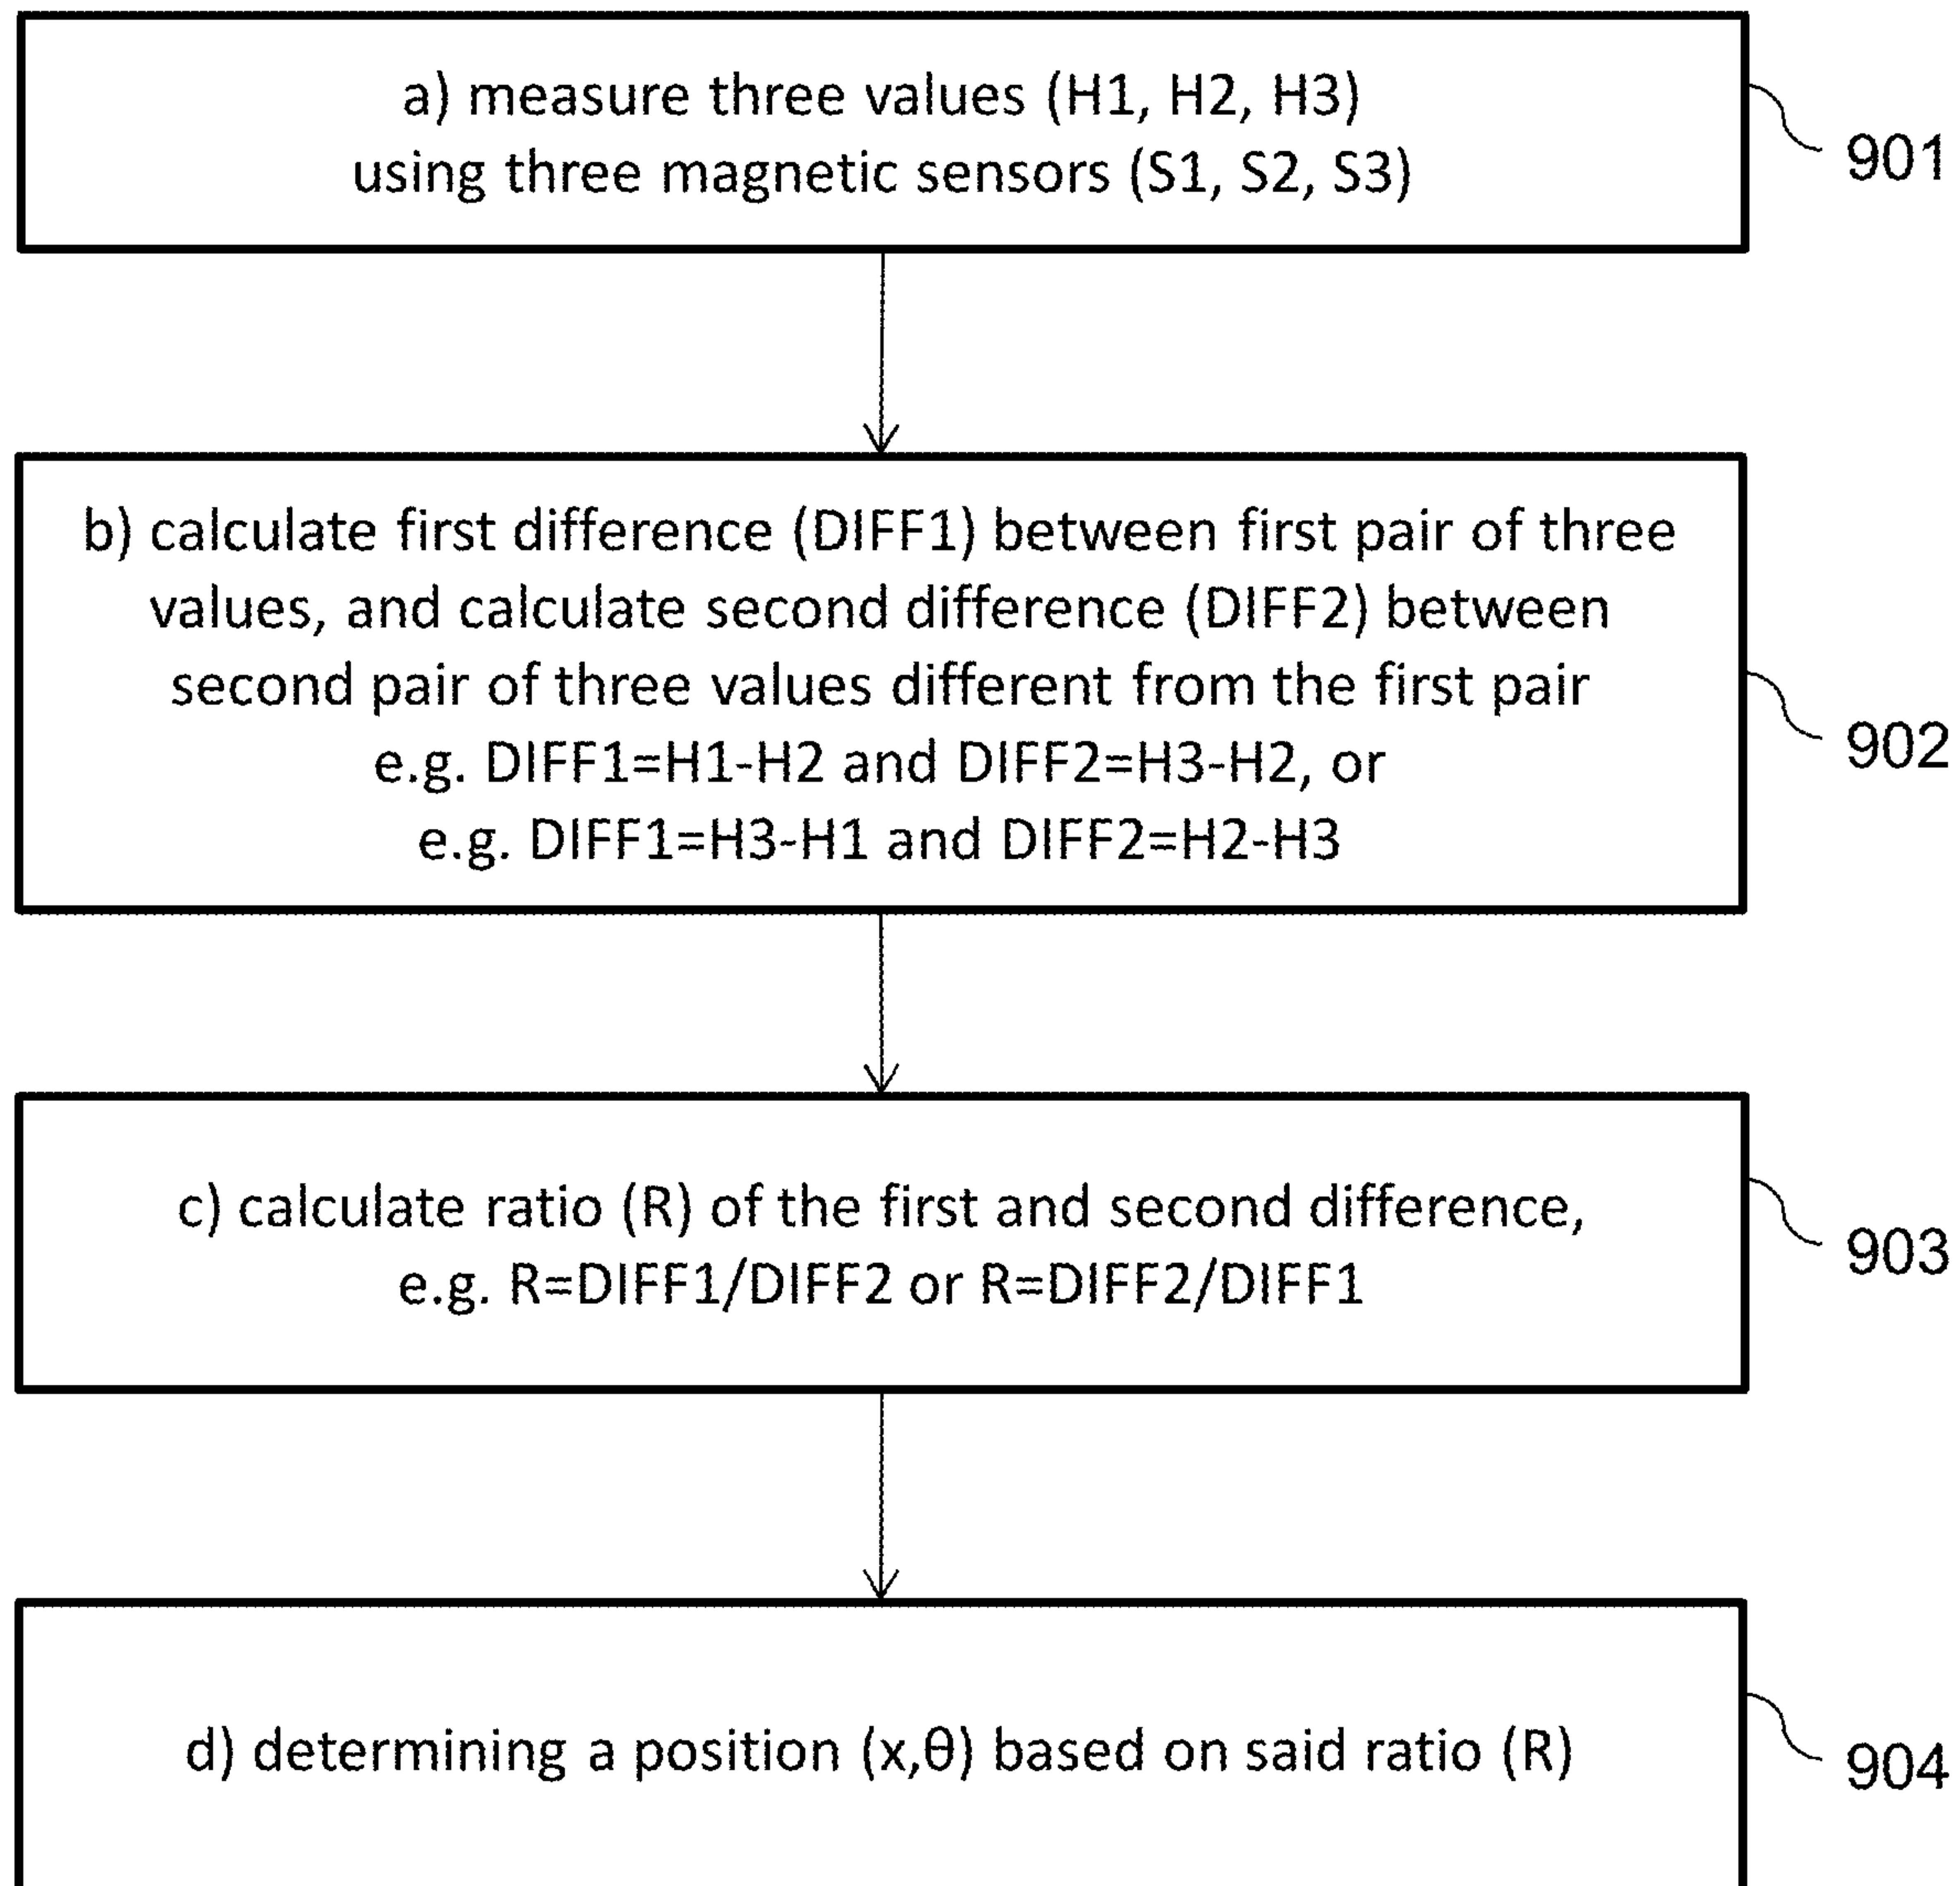 a) measure three values (H1, H2, H3)
using three magnetic sensors (S1, S2, S3)
901
b) calculate first difference (DIFF1) between first pair of three
values, and calculate second difference (DIFF2) between
second pair of three values different from the first pair
e.g. DIFF1=H1-H2 and DIFF2=H3-H2, or
e.g. DIFF1=H3-H1 and DIFF2=H2-H3
902
c) calculate ratio (R) of the first and second difference,
e.g. R=DIFF1/DIFF2 or R=DIFF2/DIFF1
903
d) determining a position (x,θ) based on said ratio (R)
904